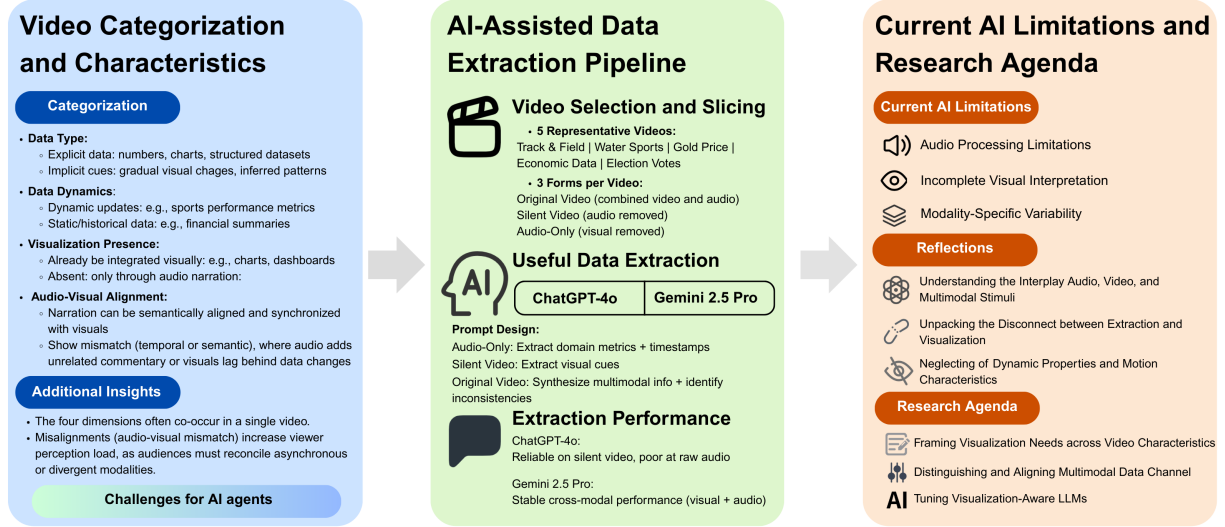 Video Categorization
and Characteristics
Categorization
• Data Type:
◦ Explicit data: numbers, charts, structured datasets
◦ Implicit cues: gradual visual chages, inferred patterns
• Data Dynamics:
◦ Dynamic updates: e.g., sports performance metrics
◦ Static/historical data: e.g., financial summaries
• Visualization Presence:
◦ Already be integrated visually: e.g., charts, dashboards
◦ Absent: only through audio narration:
• Audio-Visual Alignment:
◦ Narration can be semantically aligned and synchronized
with visuals
◦ Show mismatch (temporal or semantic), where audio adds
unrelated commentary or visuals lag behind data changes
Additional Insights
• The four dimensions often co-occur in a single video.
• Misalignments (audio-visual mismatch) increase viewer
perception load, as audiences must reconcile asynchronous
or divergent modalities.
Challenges for AI agents
AI-Assisted Data
Extraction Pipeline
Video Selection and Slicing
• 5 Representative Videos:
Track & Field | Water Sports | Gold Price |
Economic Data | Election Votes
• 3 Forms per Video:
Original Video (combined video and audio)
Silent Video (audio removed)
Audio-Only (visual removed)
AI
Useful Data Extraction
ChatGPT-4o
Gemini 2.5 Pro
Prompt Design:
Audio-Only: Extract domain metrics + timestamps
Silent Video: Extract visual cues
Original Video: Synthesize multimodal info + identify
inconsistencies
Extraction Performance
ChatGPT-4o:
Reliable on silent video, poor at raw audio
Gemini 2.5 Pro:
Stable cross-modal performance (visual + audio)
Current AI Limitations and
Research Agenda
Current AI Limitations
Audio Processing Limitations
Incomplete Visual Interpretation
Modality-Specific Variability
Reflections
Understanding the Interplay Audio, Video, and
Multimodal Stimuli
Unpacking the Disconnect between Extraction and
Visualization
Neglecting of Dynamic Properties and Motion
Characteristics
Research Agenda
Framing Visualization Needs across Video Characteristics
Distinguishing and Aligning Multimodal Data Channel
AI Tuning Visualization-Aware LLMs